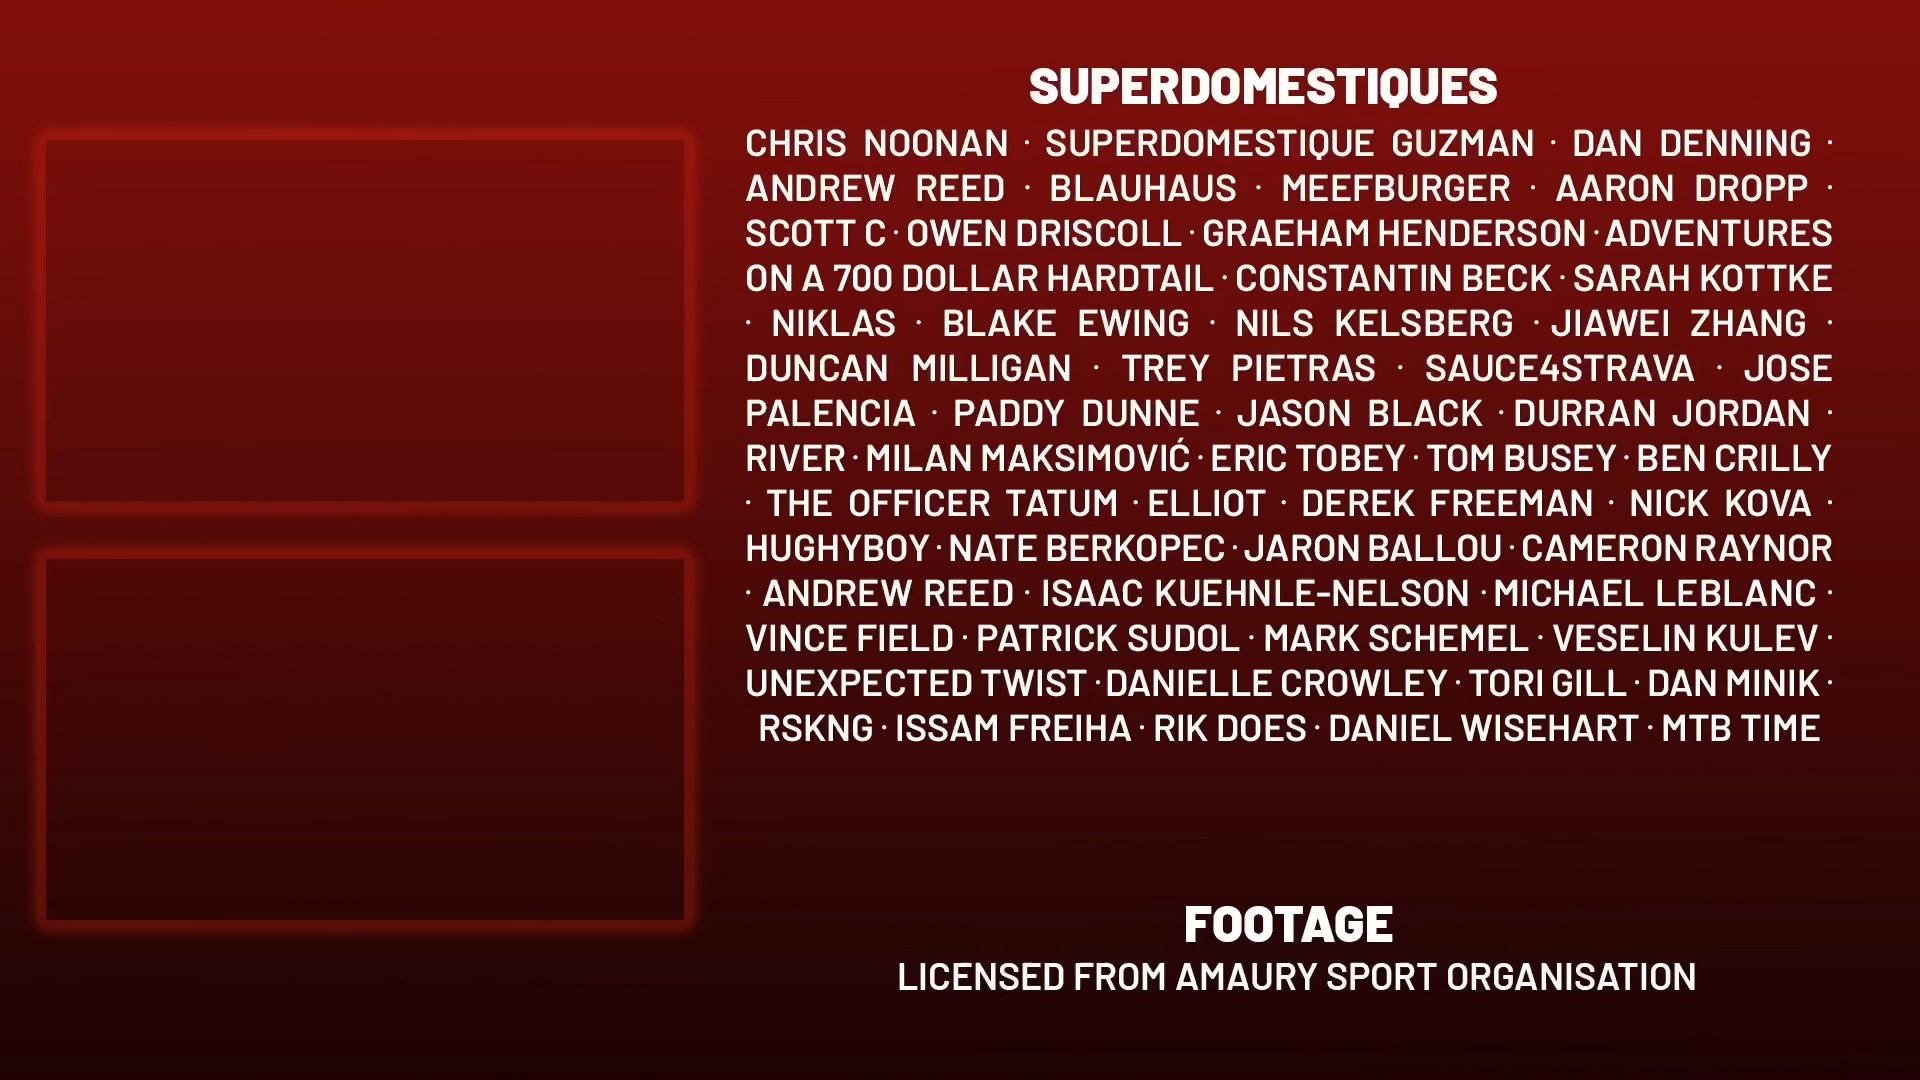 SUPERDOMESTIQUES
CHRIS NOONAN · SUPERDOMESTIQUE GUZMAN · DAN DENNING ·
ANDREW REED · BLAUHAUS · MEEFBURGER · AARON DROPP ·
SCOTT C · OWEN DRISCOLL · GRAEHAM HENDERSON · ADVENTURES
ON A 700 DOLLAR HARDTAIL · CONSTANTIN BECK · SARAH KOTTKE
· NIKLAS · BLAKE EWING · NILS KELSBERG · JIAWEI ZHANG ·
DUNCAN MILLIGAN · TREY PIETRAS · SAUCE4STRAVA · JOSE
PALENCIA · PADDY DUNNE · JASON BLACK · DURRAN JORDAN ·
RIVER · MILAN MAKSIMOVIĆ · ERIC TOBEY · TOM BUSEY · BEN CRILLY
· THE OFFICER TATUM · ELLIOT · DEREK FREEMAN · NICK KOVA ·
HUGHYBOY · NATE BERKOPEC · JARON BALLOU · CAMERON RAYNOR
· ANDREW REED · ISAAC KUEHNLE-NELSON · MICHAEL LEBLANC ·
VINCE FIELD · PATRICK SUDOL · MARK SCHEMEL · VESELIN KULEV ·
UNEXPECTED TWIST · DANIELLE CROWLEY · TORI GILL · DAN MINIK ·
RSKNG · ISSAM FREIHA · RIK DOES · DANIEL WISEHART · MTB TIME
FOOTAGE
LICENSED FROM AMAURY SPORT ORGANISATION